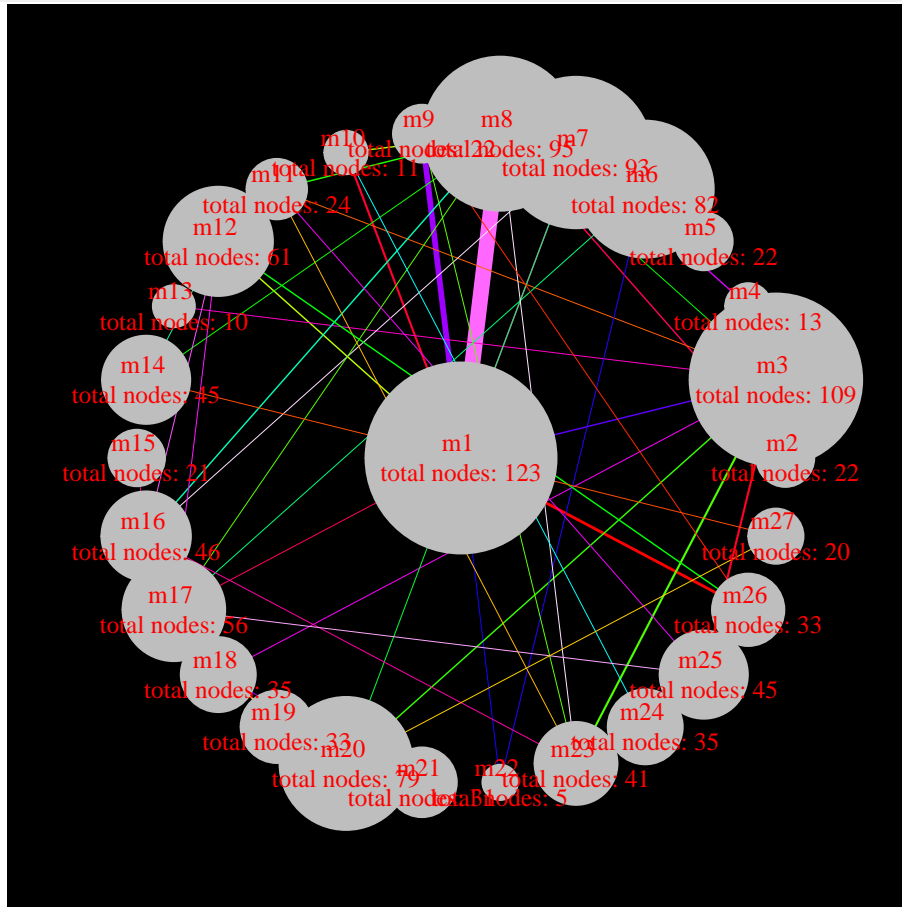 m8
total nodes: 95
m9
total nodes: 22
m7
total nodes: 93
m10
total nodes: 11
m6
total nodes: 82
m11
total nodes: 24
m12
total nodes: 61
m5
total nodes: 22
m13
total nodes: 10
m4
total nodes: 13
m14
total nodes: 45
m3
total nodes: 109
m1
total nodes: 123
m15
total nodes: 21
m2
total nodes: 22
m16
total nodes: 46
m27
total nodes: 20
m17
total nodes: 56
m26
total nodes: 33
m18
total nodes: 35
m25
total nodes: 45
m19
total nodes: 33
m24
total nodes: 35
m20
total nodes: 79
m23
total nodes: 41
m21
total nodes:
m22
total nodes: 5